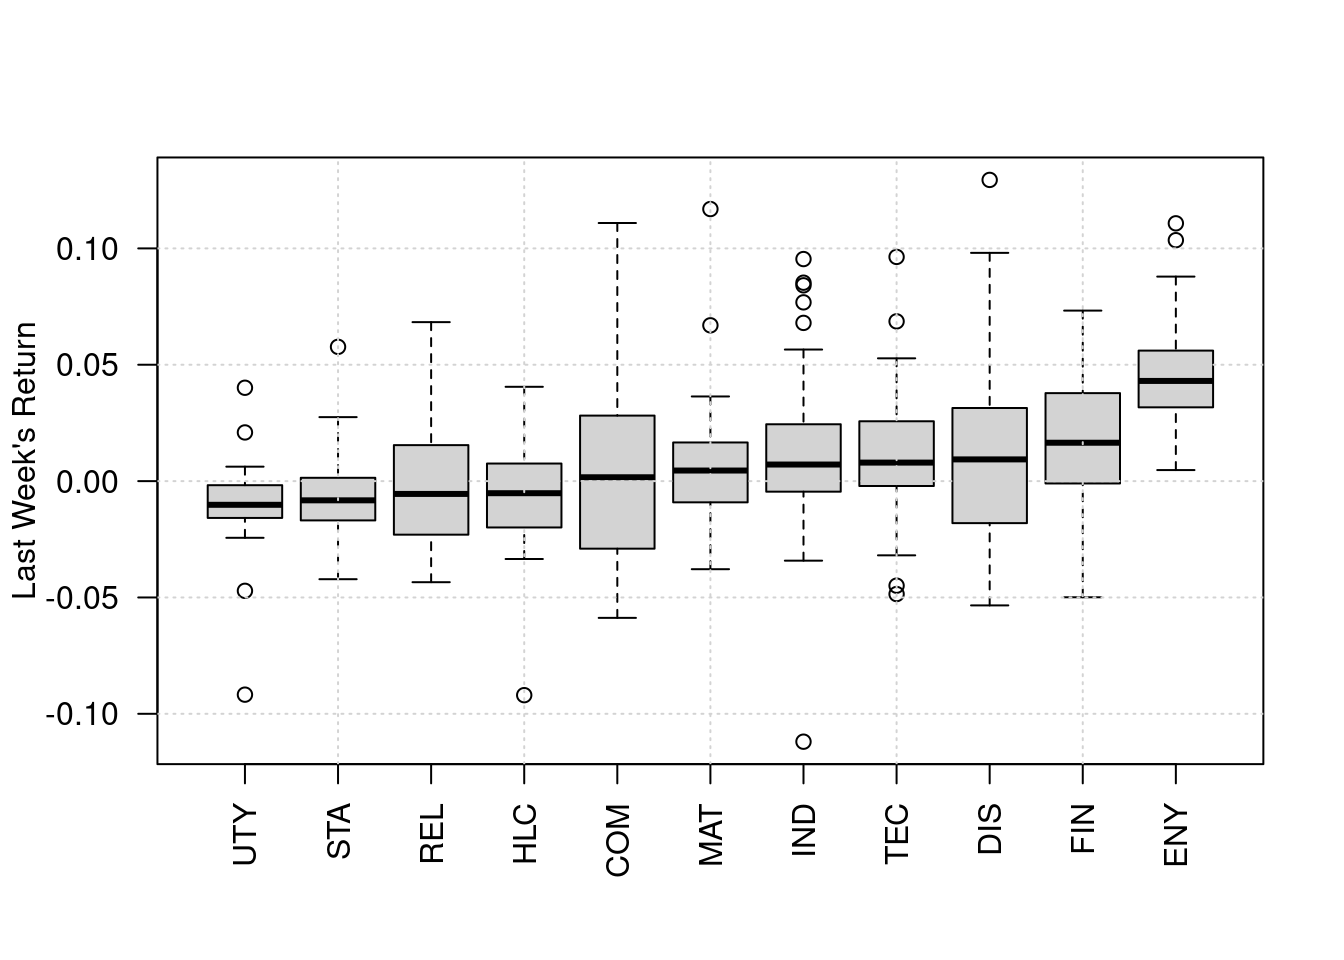 Last Week's Return
0.10
0.05
0.00
-0.05
-0.10
UTY
STA
REL
HLC
COM
MAT
IND
TEC
DIS
FIN
ENY